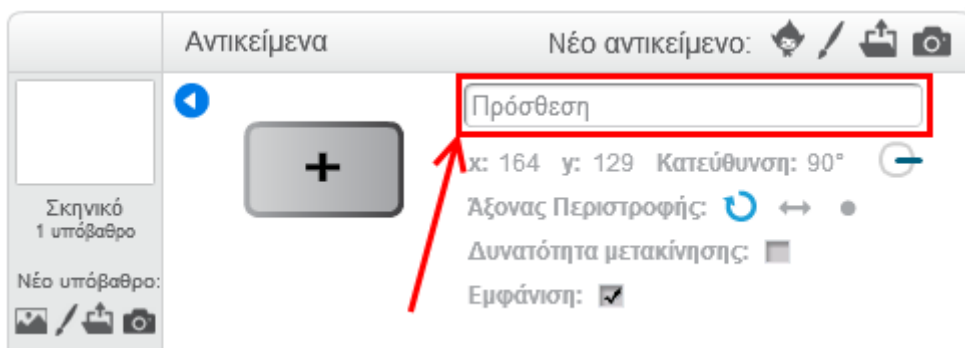 Αντικείμενα
Νέο αντικείμενο:
Πρόσθεση
+
x: 164 y: 129 Κατεύθυνση: 90°
Άξονας Περιστροφής:
Δυνατότητα μετακίνησης:
Εμφάνιση:
Σκηνικό
1 υπόβαθρο
Νέο υπόβαθρο: